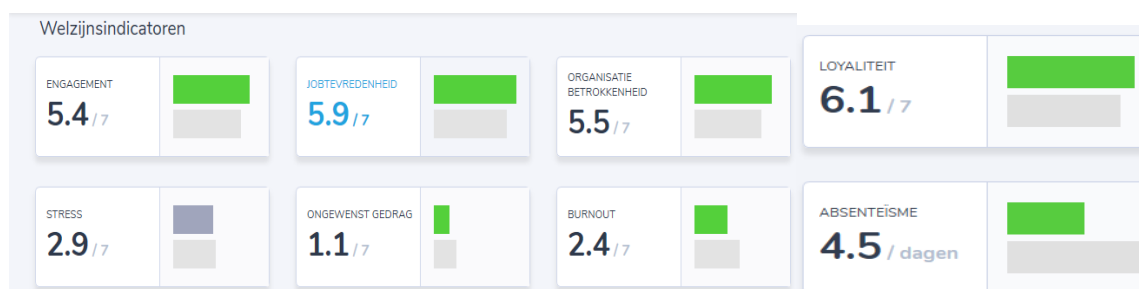 Welzijnsindicatoren
ENGAGEMENT
5.4 / 7
JOBTEVREDENHEID
5.9 / 7
ORGANISATIE
BETROKKENHEID
5.5 / 7
LOYALITEIT
6.1 / 7
STRESS
2.9 / 7
ONGEWENST GEDRAG
1.1 / 7
BURNOUT
2.4 / 7
ABSENTEÏSME
4.5 / dagen